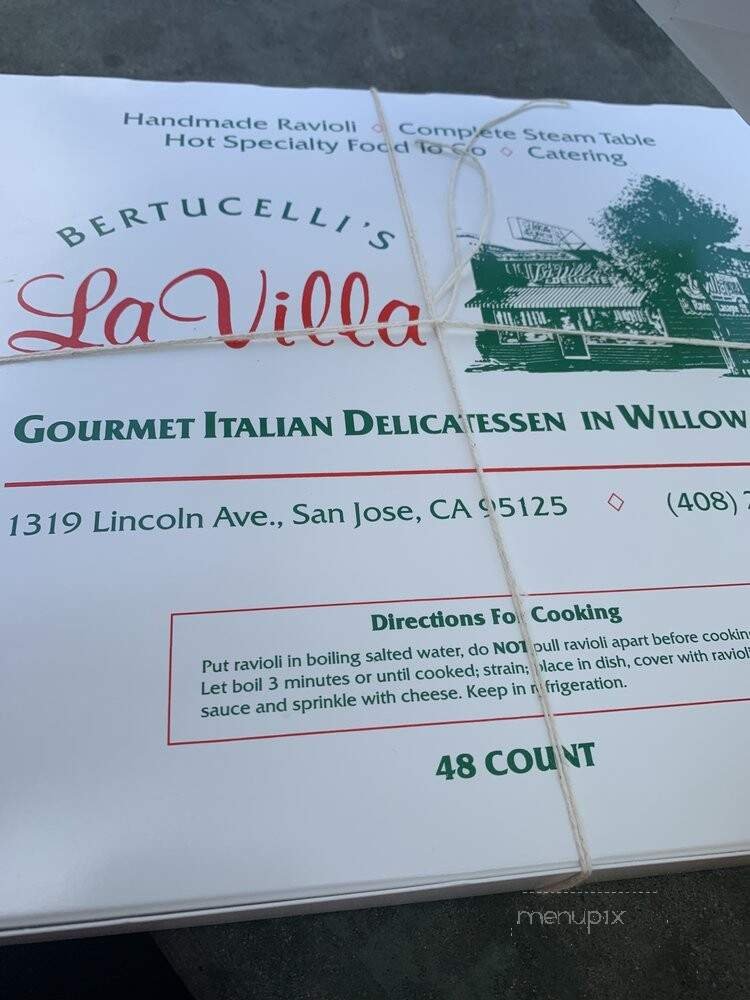 Handmade Ravioli ◇ Complete Steam Table
Hot Specialty Food To Go ◇ Catering
BERTUCELLI'S
La Villa
GOURMET ITALIAN DELICATESSEN IN WILLOW
1319 Lincoln Ave., San Jose, CA 95125 ◇ (408)
Directions For Cooking
Put ravioli in boiling salted water, do NOT pull ravioli apart before cooking
Let boil 3 minutes or until cooked; strain; place in dish, cover with ravioli
sauce and sprinkle with cheese. Keep in refrigeration.
48 COUNT
menupix